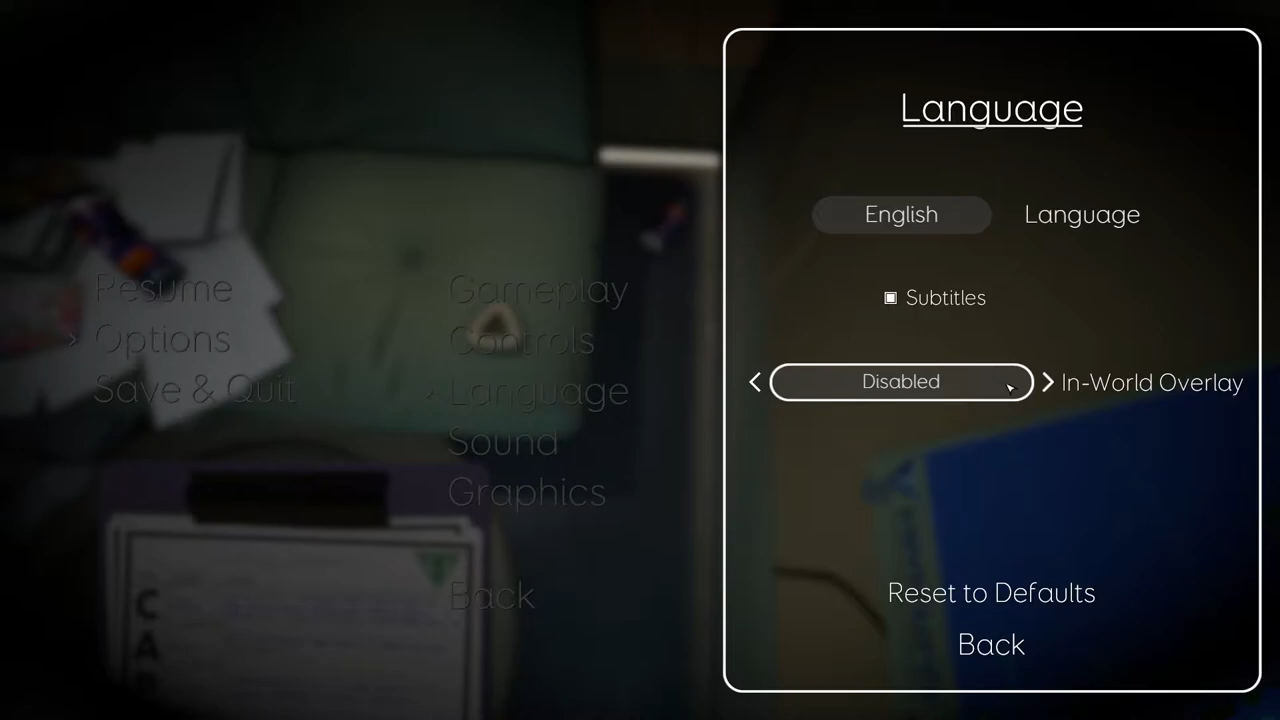 Resume
Options
Save & Quit
Gameplay
Controls
Language
Sound
Graphics
Back
Language
English
Language
Subtitles
Disabled
In-World Overlay
Reset to Defaults
Back
C
A